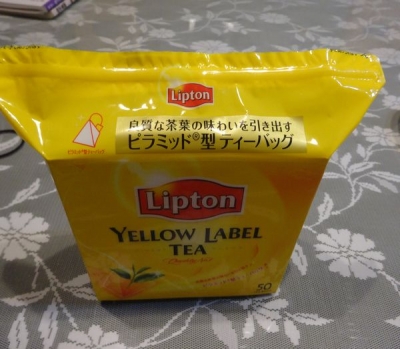 Lipton
良質な茶葉の味わいを引き出す
ピラミッド®型 ティーバッグ
Lipton
YELLOW LABEL
TEA
50